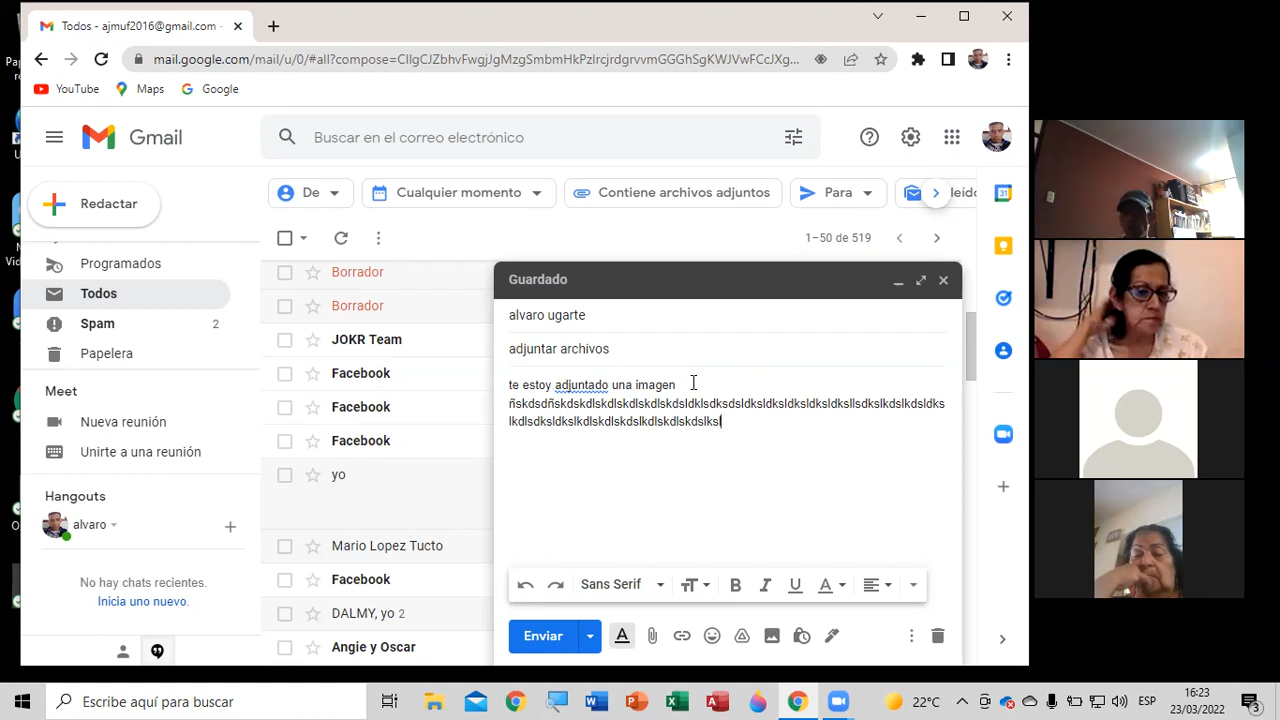 Todos - ajmuf2016@gmail.com -
mail.google.com/mail/u/0/#all?compose=
YouTube
Maps
Google
Gmail
Buscar en el correo electrónico
Redactar
De
Cualquier momento
Contiene archivos adjuntos
Para
leído
1–50 de 519
Programados
Todos
Spam 2
Papelera
Meet
Nueva reunión
Unirte a una reunión
Hangouts
alvaro
No hay chats recientes.
Inicia uno nuevo.
Borrador
Borrador
JOKR Team
Facebook
Facebook
Facebook
yo
Mario Lopez Tucto
Facebook
DALMY, yo 2
Angie y Oscar
Guardado
alvaro ugarte
adjuntar archivos
te estoy adjuntado una imagen
Sans Serif
B I U A
Enviar
A
Escribe aquí para buscar
22°C
ESP
16:23
23/03/2022
3